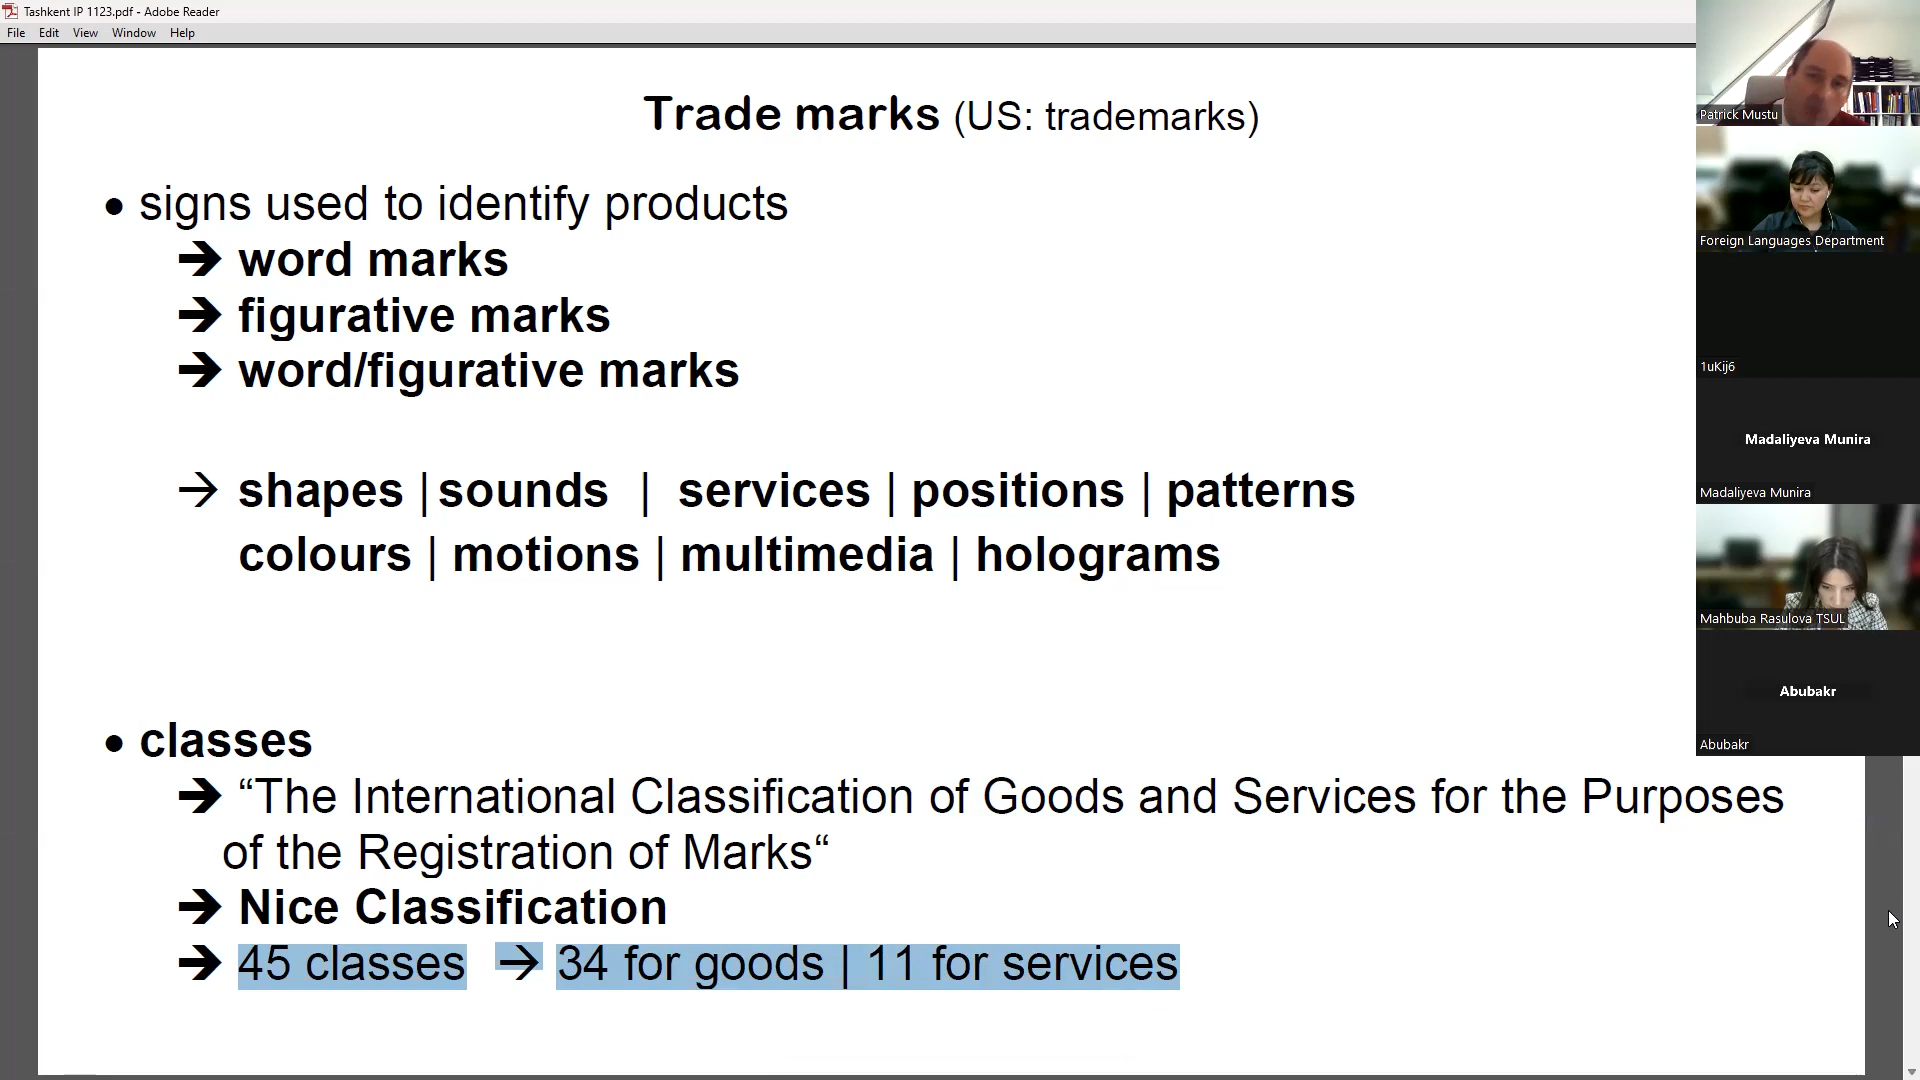 Tashkent IP 1123.pdf - Adobe Reader
File Edit View Window Help
Trade marks (US: trademarks)
• signs used to identify products
➔ word marks
➔ figurative marks
➔ word/figurative marks
→ shapes | sounds | services | positions | patterns
colours | motions | multimedia | holograms
• classes
➔ “The International Classification of Goods and Services for the Purposes
of the Registration of Marks“
➔ Nice Classification
➔ 45 classes → 34 for goods | 11 for services
Patrick Mustu
Foreign Languages Department
1uKij6
Madaliyeva Munira
Madaliyeva Munira
Mahbuba Rasulova TSUL
Abubakr
Abubakr